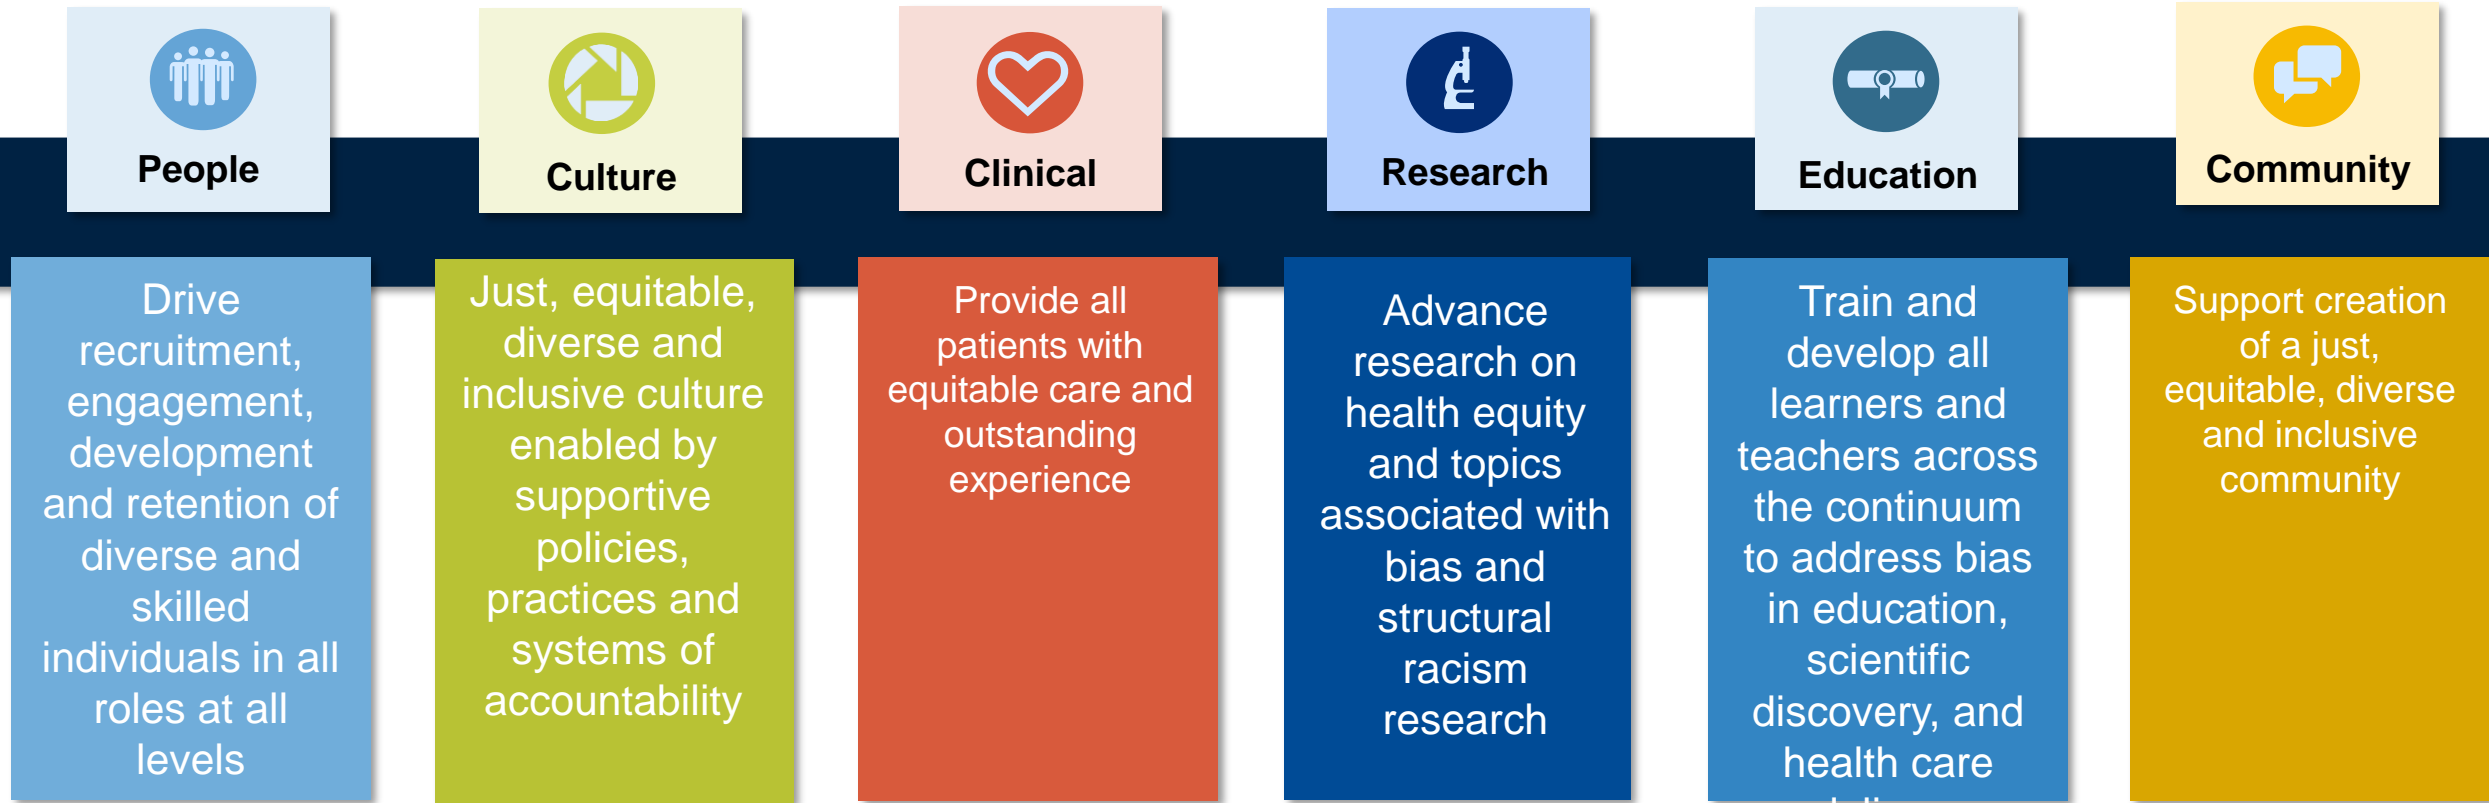 People
Culture
Clinical
Research
Education
Community
Drive
recruitment,
engagement,
development
and retention of
diverse and
skilled
individuals in all
roles at all
levels
Just, equitable,
diverse and
inclusive culture
enabled by
supportive
policies,
practices and
systems of
accountability
Provide all
patients with
equitable care and
outstanding
experience
Advance
research on
health equity
and topics
associated with
bias and
structural
racism
research
Train and
develop all
learners and
teachers across
the continuum
to address bias
in education,
scientific
discovery, and
health care
Support creation
of a just,
equitable, diverse
and inclusive
community